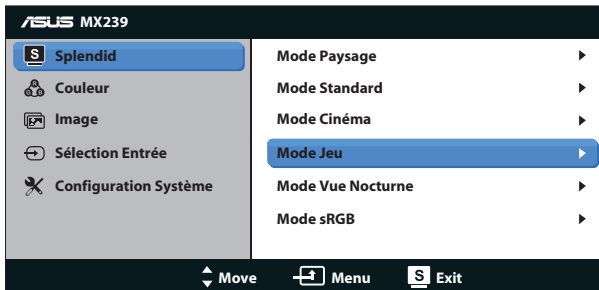 ASUS MX239
S Splendid
Couleur
Image
Sélection Entrée
Configuration Système
Mode Paysage
Mode Standard
Mode Cinéma
Mode Jeu
Mode Vue Nocturne
Mode sRGB
Move Menu S Exit